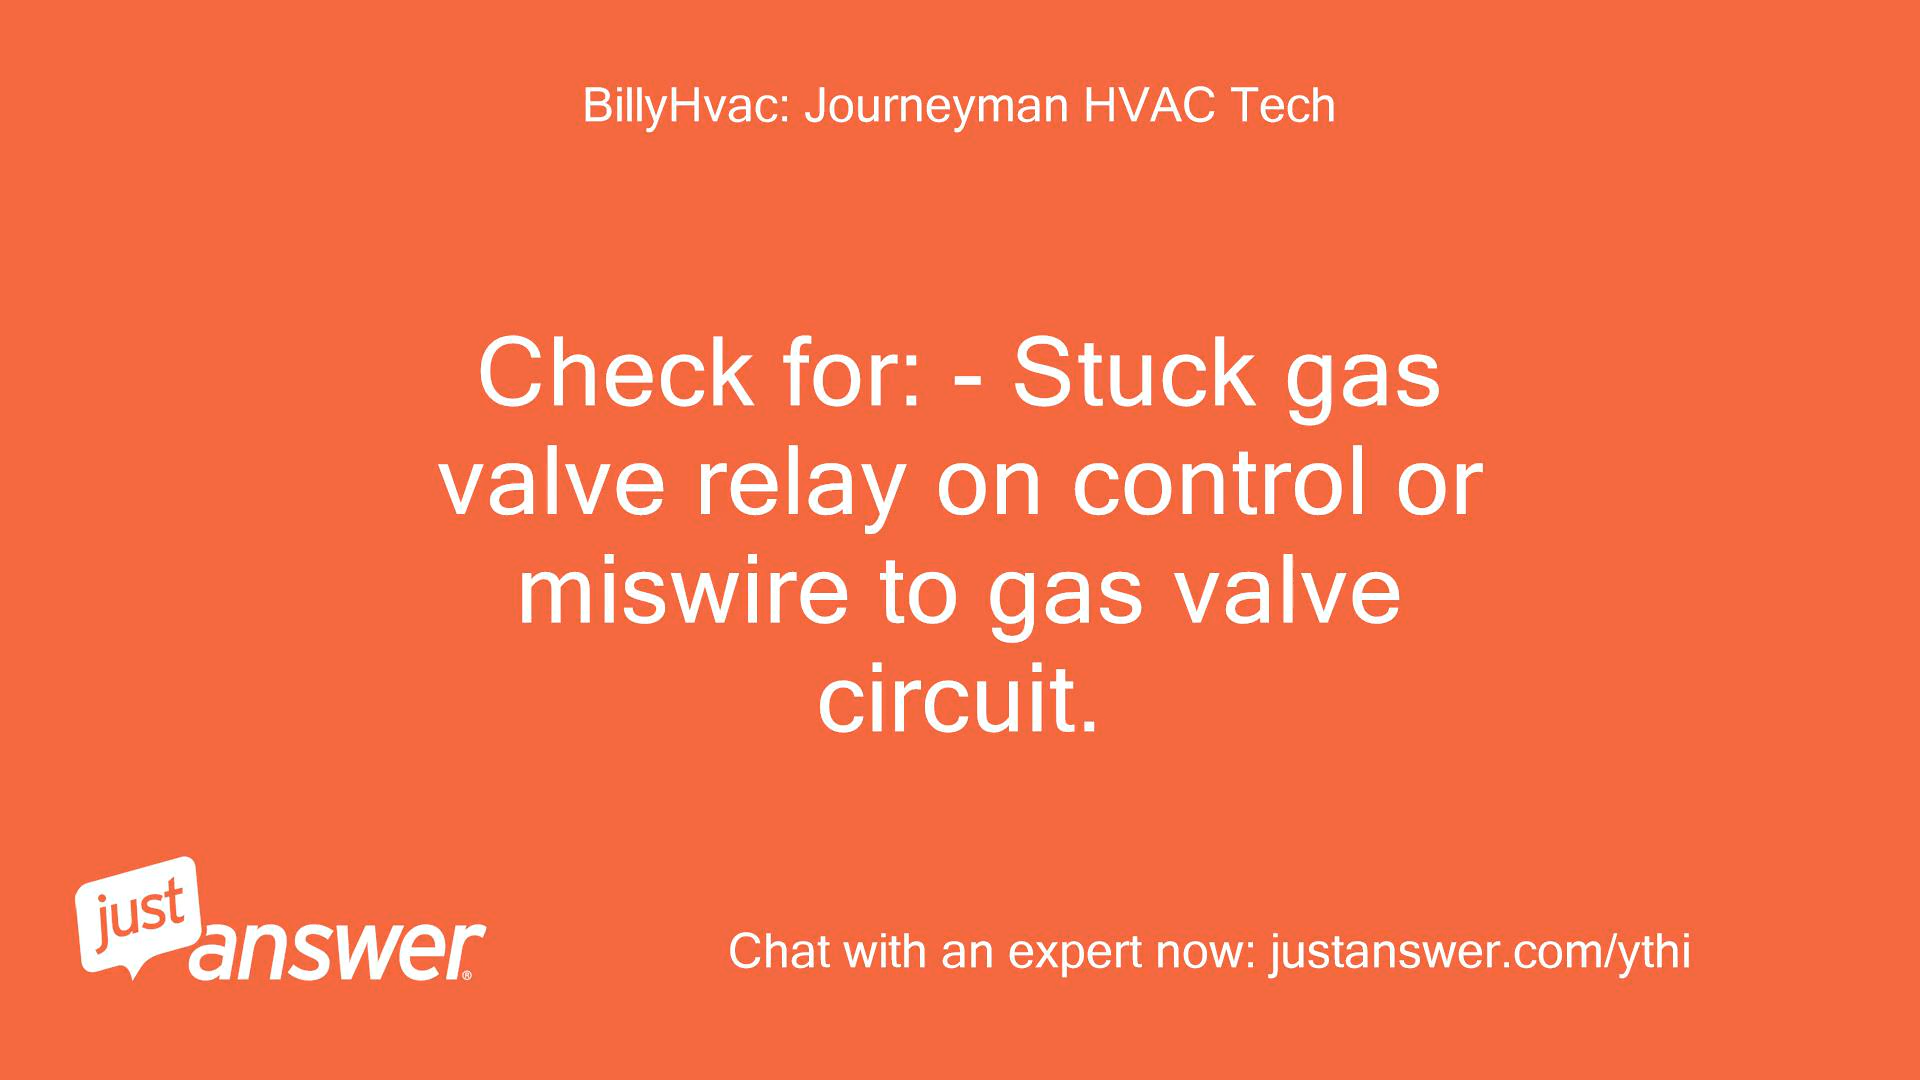 BillyHvac: Journeyman HVAC Tech
Check for: - Stuck gas
valve relay on control or
miswire to gas valve
circuit.
just
answer®
Chat with an expert now: justanswer.com/ythi